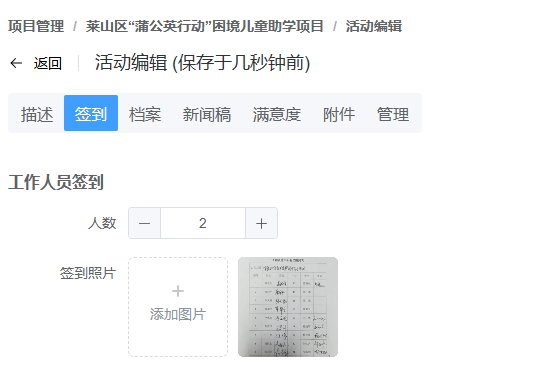 项目管理 / 莱山区“蒲公英行动”困境儿童助学项目 / 活动编辑
← 返回 活动编辑 (保存于几秒钟前)
描述 签到 档案 新闻稿 满意度 附件 管理
工作人员签到
人数 — 2 +
签到照片
+
添加图片